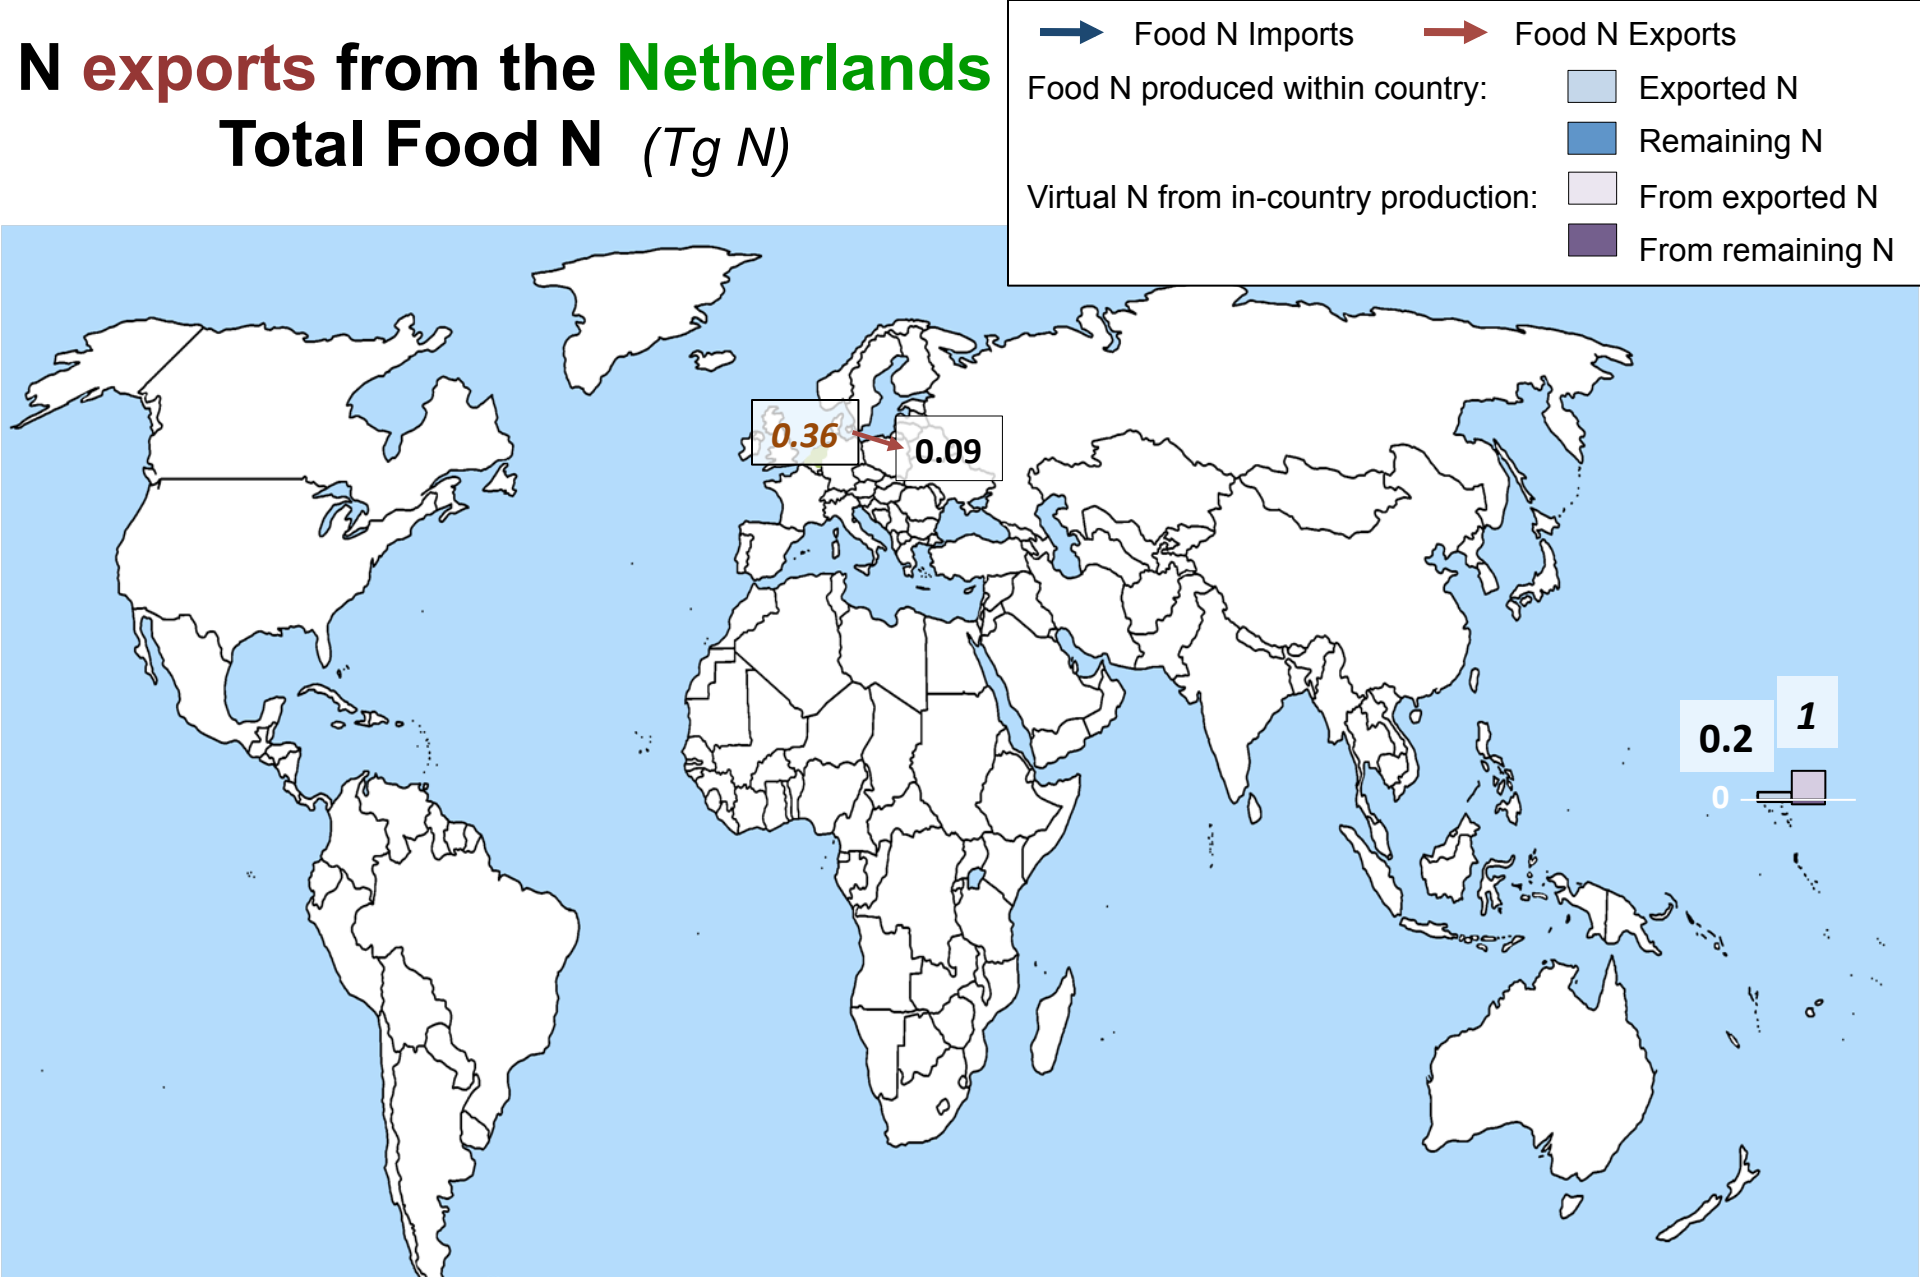 N exports from the Netherlands
Total Food N (Tg N)
Food N Imports
Food N Exports
Food N produced within country:
Exported N
Remaining N
Virtual N from in-country production:
From exported N
From remaining N
0.36
0.09
0.2
1
0